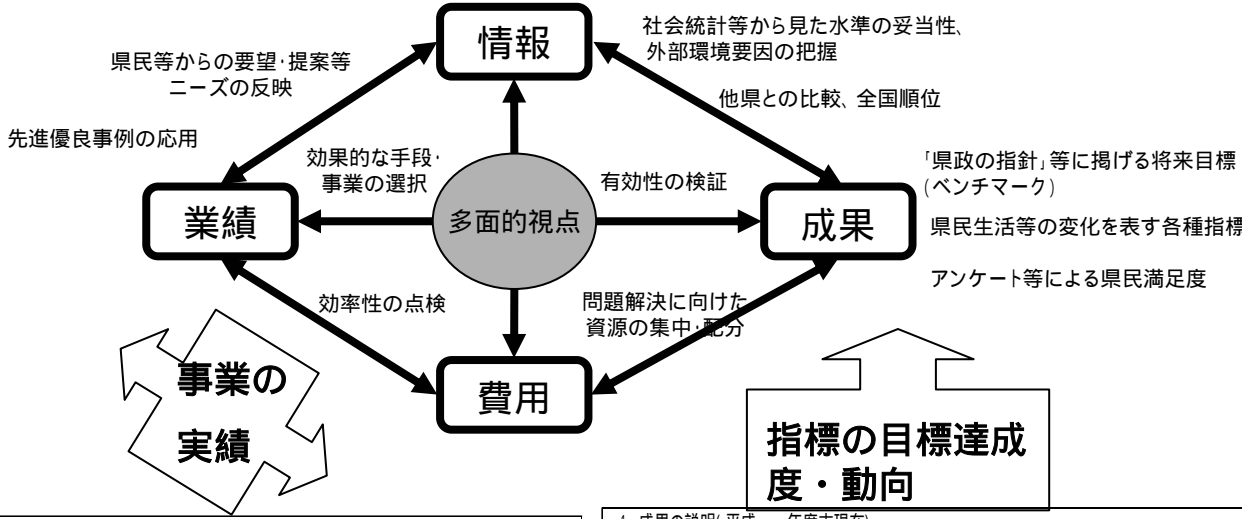 情報
社会統計等から見た水準の妥当性、
外部環境要因の把握
県民等からの要望・提案等
ニーズの反映
他県との比較、全国順位
先進優良事例の応用
効果的な手段・
事業の選択
有効性の検証
「県政の指針」等に掲げる将来目標
(ベンチマーク)
業績
多面的視点
成果
県民生活等の変化を表す各種指標
アンケート等による県民満足度
効率性の点検
問題解決に向けた
資源の集中・配分
費用
事業の
実績
指標の目標達成
度・動向